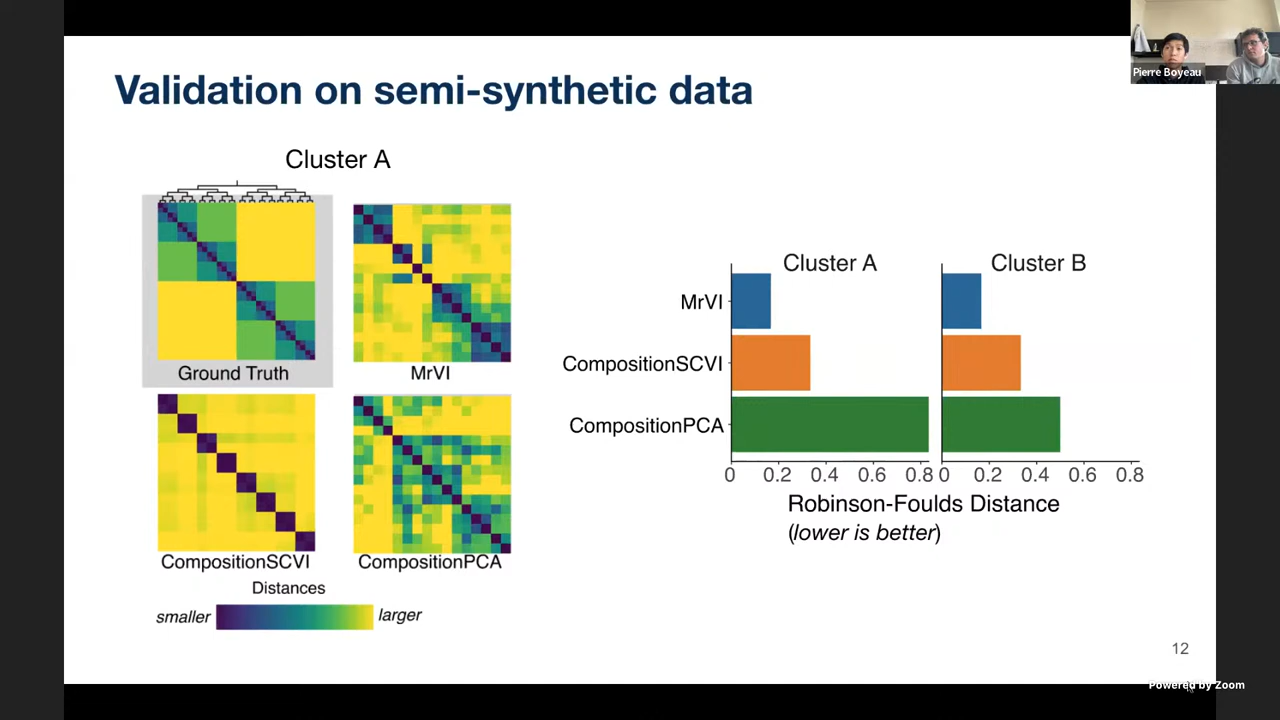 Pierre Boyeau
Validation on semi-synthetic data
Cluster A
Ground Truth
MrVI
CompositionSCVI
CompositionPCA
Distances
smaller
larger
Cluster A
Cluster B
MrVI
CompositionSCVI
CompositionPCA
0 0.2 0.4 0.6 0.8
0 0.2 0.4 0.6 0.8
Robinson-Foulds Distance
(lower is better)
12
Powered by Zoom